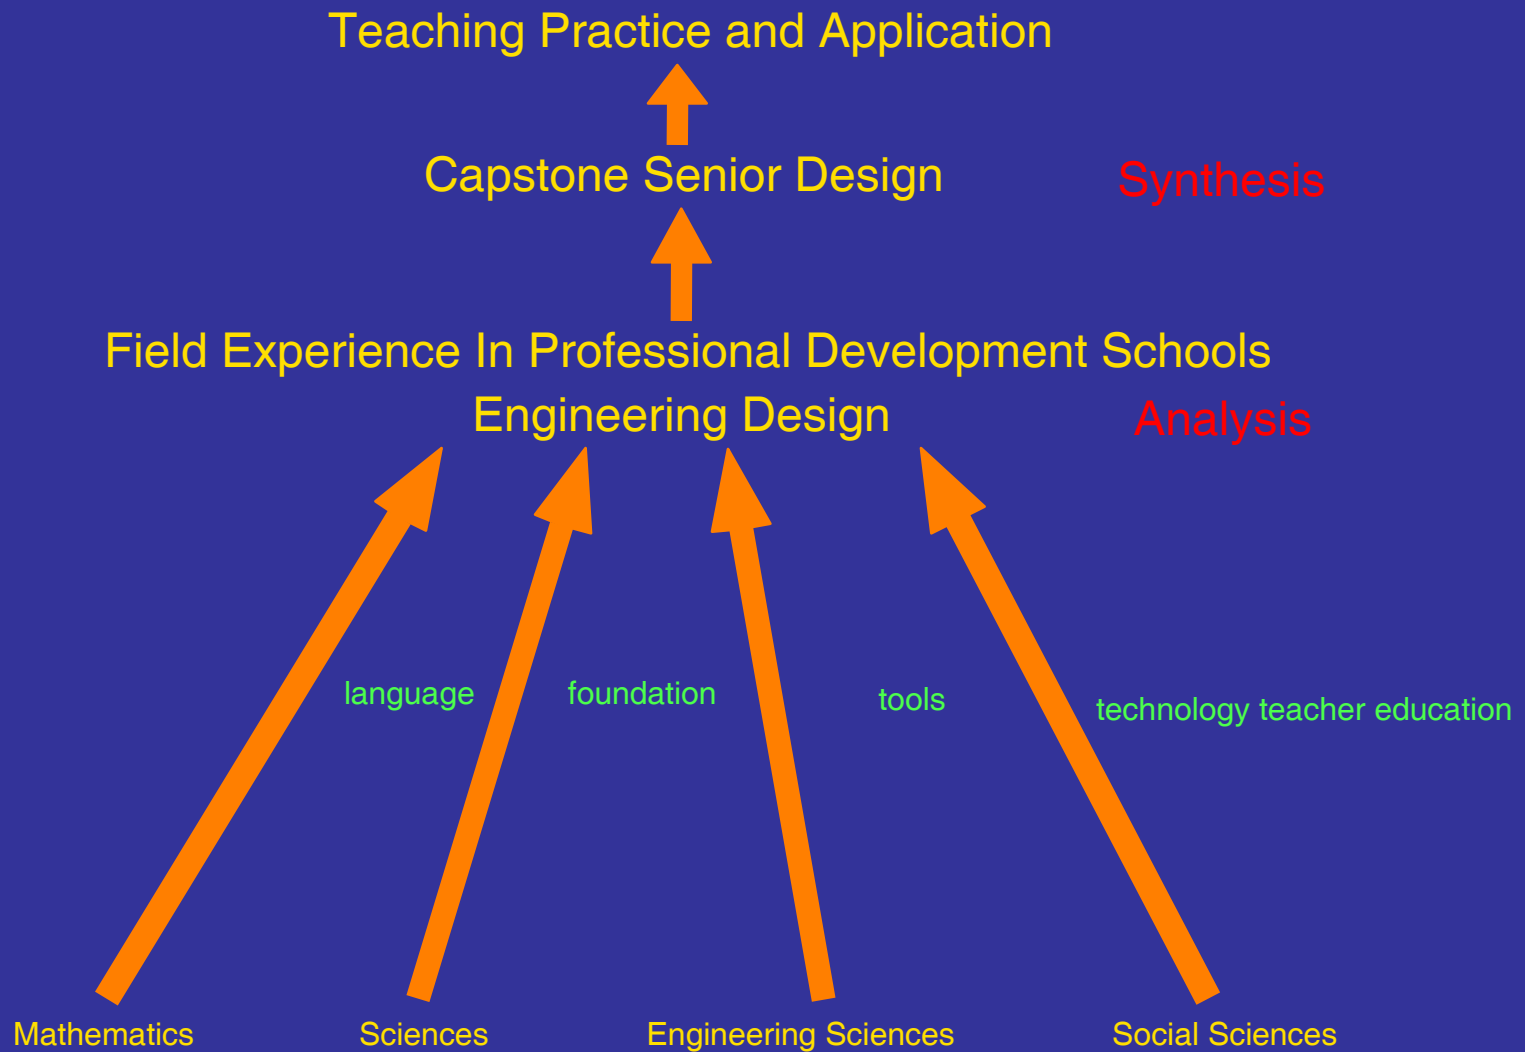 Teaching Practice and Application
Capstone Senior Design
Synthesis
Field Experience In Professional Development Schools
Engineering Design
Analysis
language
foundation
tools
technology teacher education
Mathematics
Sciences
Engineering Sciences
Social Sciences